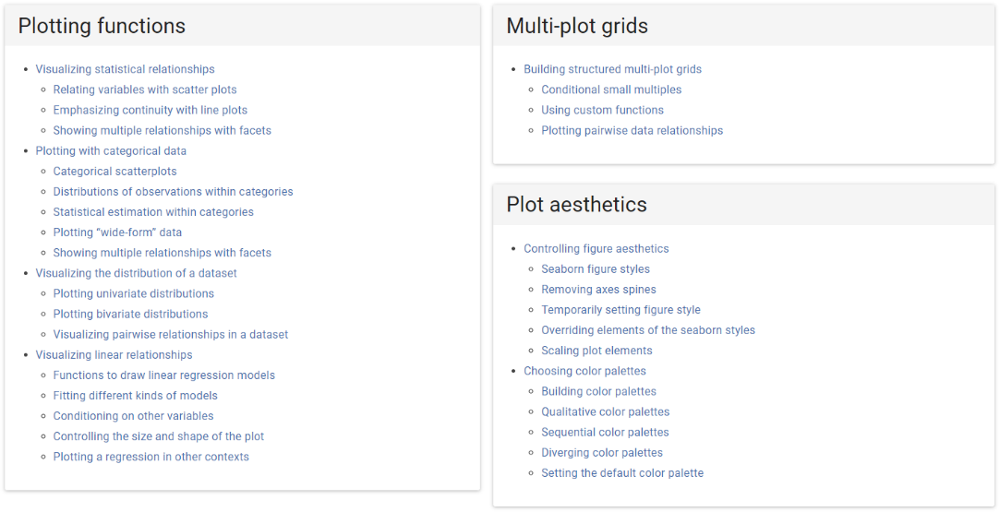 Plotting functions
Visualizing statistical relationships
Relating variables with scatter plots
Emphasizing continuity with line plots
Showing multiple relationships with facets
Plotting with categorical data
Categorical scatterplots
Distributions of observations within categories
Statistical estimation within categories
Plotting “wide-form” data
Showing multiple relationships with facets
Visualizing the distribution of a dataset
Plotting univariate distributions
Plotting bivariate distributions
Visualizing pairwise relationships in a dataset
Visualizing linear relationships
Functions to draw linear regression models
Fitting different kinds of models
Conditioning on other variables
Controlling the size and shape of the plot
Plotting a regression in other contexts
Multi-plot grids
Building structured multi-plot grids
Conditional small multiples
Using custom functions
Plotting pairwise data relationships
Plot aesthetics
Controlling figure aesthetics
Seaborn figure styles
Removing axes spines
Temporarily setting figure style
Overriding elements of the seaborn styles
Scaling plot elements
Choosing color palettes
Building color palettes
Qualitative color palettes
Sequential color palettes
Diverging color palettes
Setting the default color palette